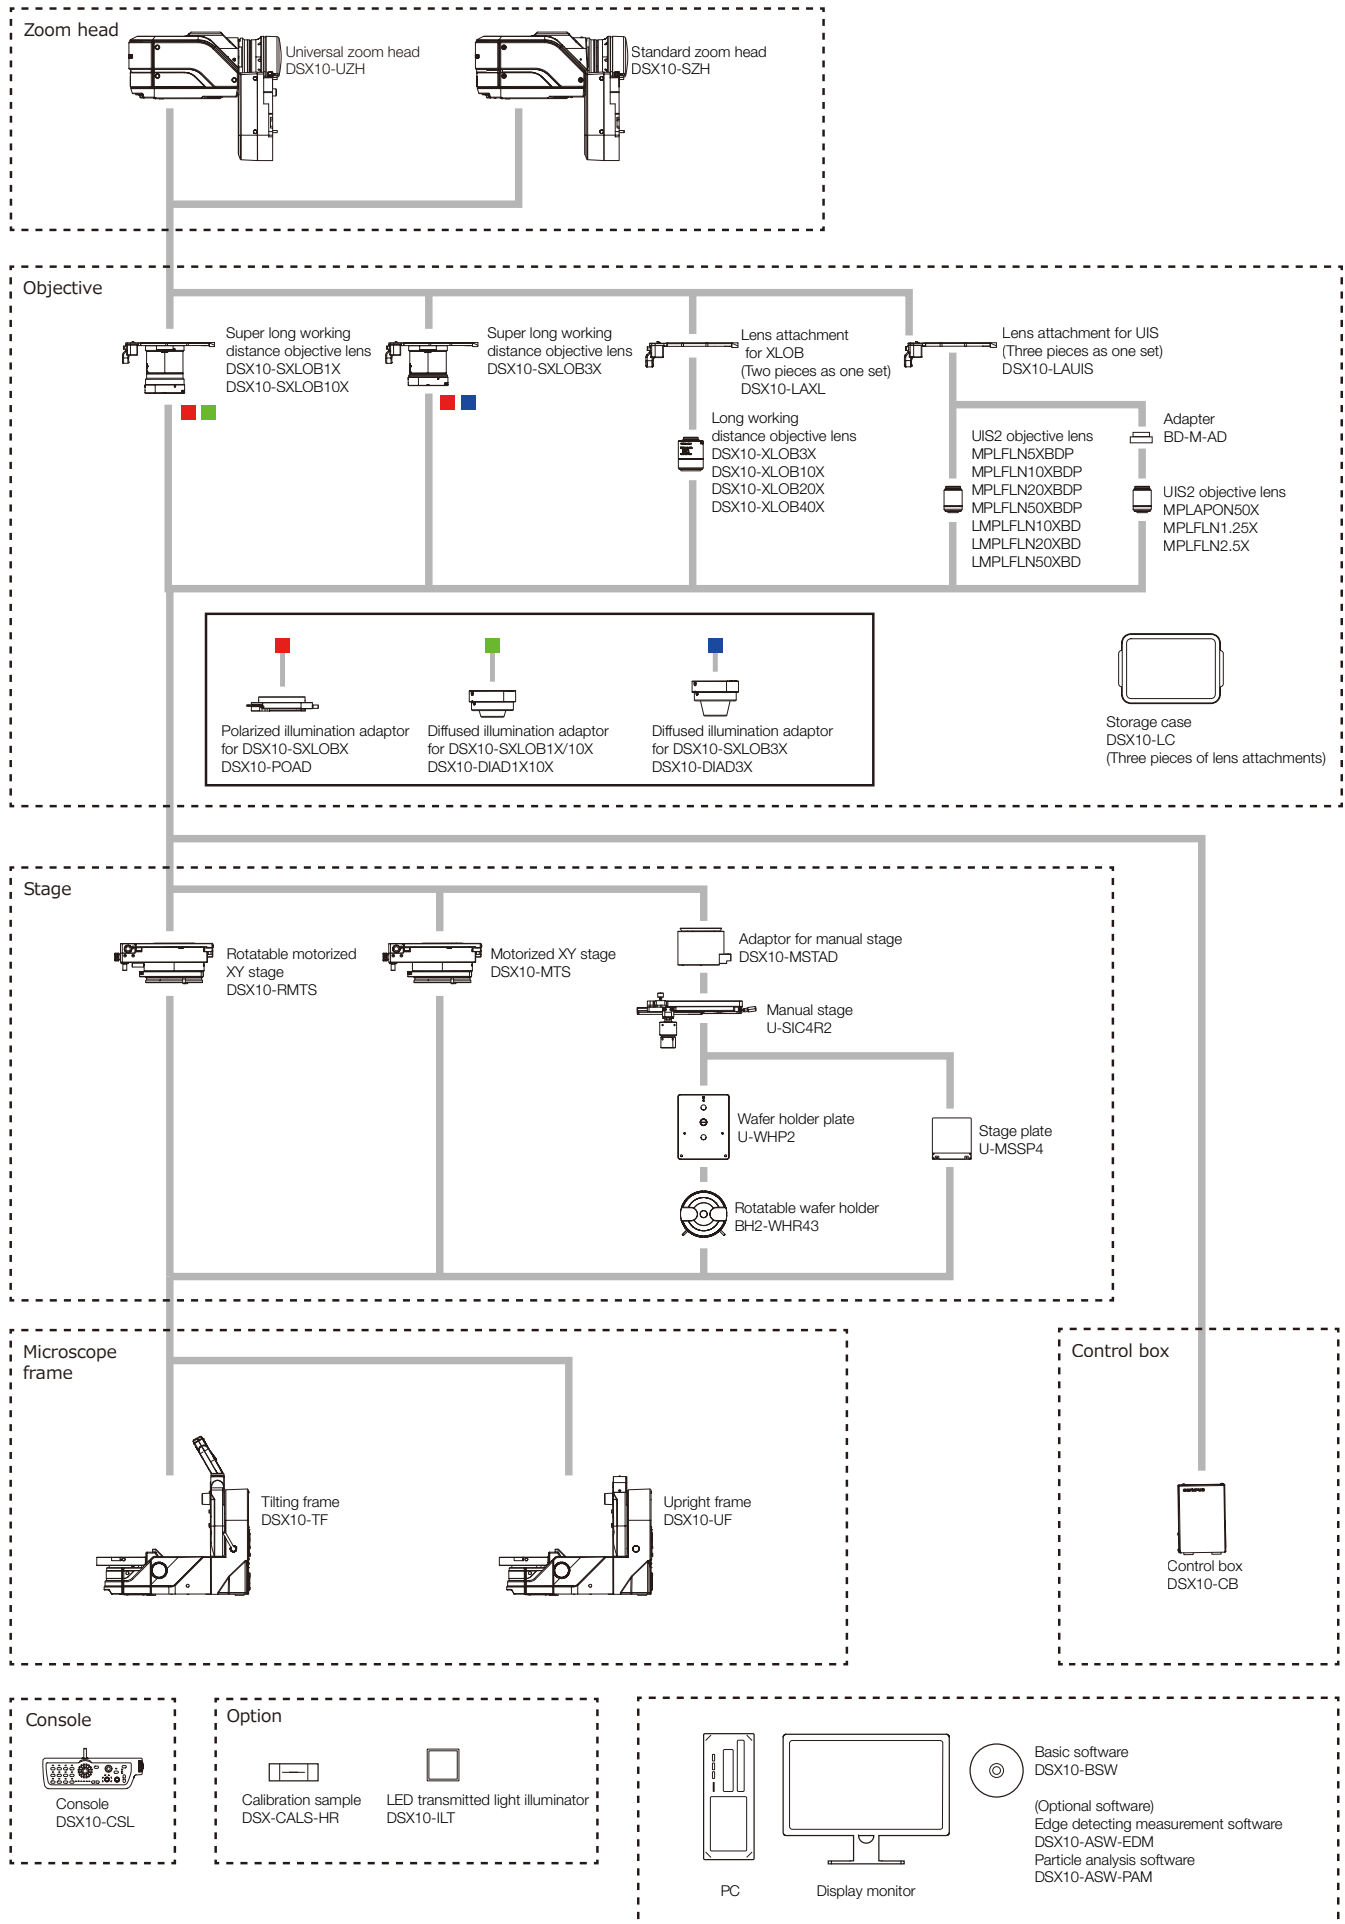 Zoom head
Universal zoom head
DSX10-UZH
Standard zoom head
DSX10-SZH
Objective
Super long working
distance objective lens
DSX10-SXLOB1X
DSX10-SXLOB10X
Super long working
distance objective lens
DSX10-SXLOB3X
Lens attachment
for XLOB
(Two pieces as one set)
DSX10-LAXL
Lens attachment for UIS
(Three pieces as one set)
DSX10-LAUIS
Long working
distance objective lens
DSX10-XLOB3X
DSX10-XLOB10X
DSX10-XLOB20X
DSX10-XLOB40X
UIS2 objective lens
MPLFLN5XBDP
MPLFLN10XBDP
MPLFLN20XBDP
MPLFLN50XBDP
LMPLFLN10XBD
LMPLFLN20XBD
LMPLFLN50XBD
Adapter
BD-M-AD
UIS2 objective lens
MPLAPON50X
MPLFLN1.25X
MPLFLN2.5X
Polarized illumination adaptor
for DSX10-SXLOBX
DSX10-POAD
Diffused illumination adaptor
for DSX10-SXLOB1X/10X
DSX10-DIAD1X10X
Diffused illumination adaptor
for DSX10-SXLOB3X
DSX10-DIAD3X
Storage case
DSX10-LC
(Three pieces of lens attachments)
Stage
Rotatable motorized
XY stage
DSX10-RMTS
Motorized XY stage
DSX10-MTS
Adaptor for manual stage
DSX10-MSTAD
Manual stage
U-SIC4R2
Wafer holder plate
U-WHP2
Stage plate
U-MSSP4
Rotatable wafer holder
BH2-WHR43
Microscope
frame
Tilting frame
DSX10-TF
Upright frame
DSX10-UF
Control box
OLYMPUS
Control box
DSX10-CB
Console
Console
DSX10-CSL
Option
Calibration sample
DSX-CALS-HR
LED transmitted light illuminator
DSX10-ILT
PC
Display monitor
Basic software
DSX10-BSW
(Optional software)
Edge detecting measurement software
DSX10-ASW-EDM
Particle analysis software
DSX10-ASW-PAM